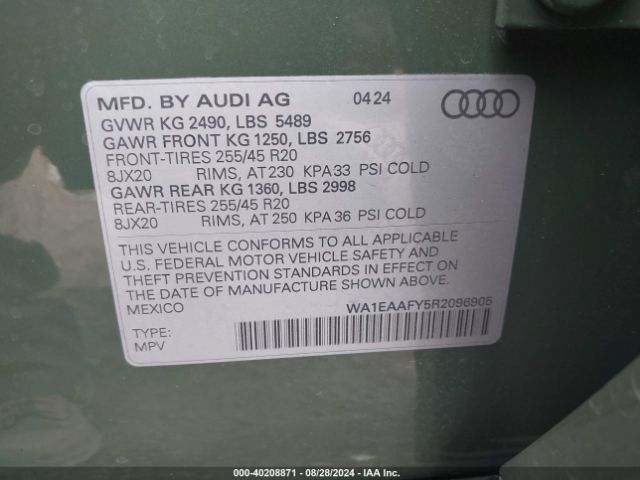 MFD. BY AUDI AG 04 24
GVWR KG 2490, LBS 5489
GAWR FRONT KG 1250, LBS 2756
FRONT-TIRES 255/45 R20
8JX20 RIMS, AT 230 KPA 33 PSI COLD
GAWR REAR KG 1360, LBS 2998
REAR-TIRES 255/45 R20
8JX20 RIMS, AT 250 KPA 36 PSI COLD
THIS VEHICLE CONFORMS TO ALL APPLICABLE
U.S. FEDERAL MOTOR VEHICLE SAFETY AND
THEFT PREVENTION STANDARDS IN EFFECT ON
THE DATE OF MANUFACTURE SHOWN ABOVE.
MEXICO
WA1EAAFY5R2096905
TYPE:
MPV
000-40208871 - 08/28/2024 - IAA Inc.